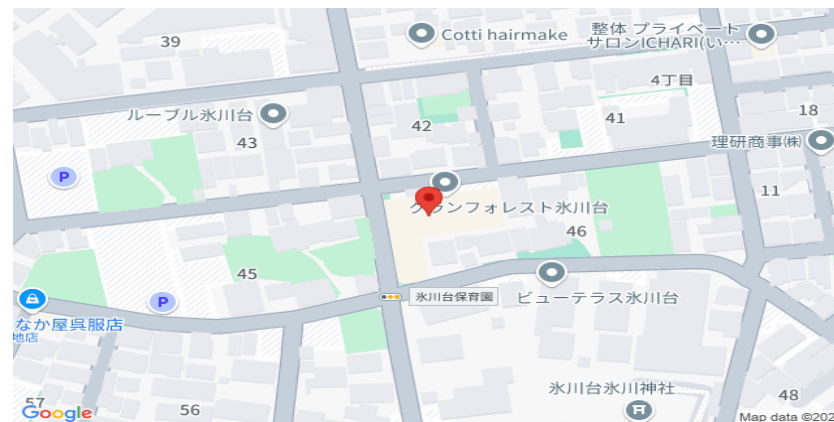 39
Cotti hairmake
整体 プライベート
サロンICHARI(い…
4丁目
ルーブル氷川台
43
42
41
18
理研商事㈱
P
グランフォレスト氷川台
11
46
45
P
氷川台保育園
ビューテラス氷川台
なか屋呉服店
地店
氷川台氷川神社
57
56
48
Google
Map data ©202